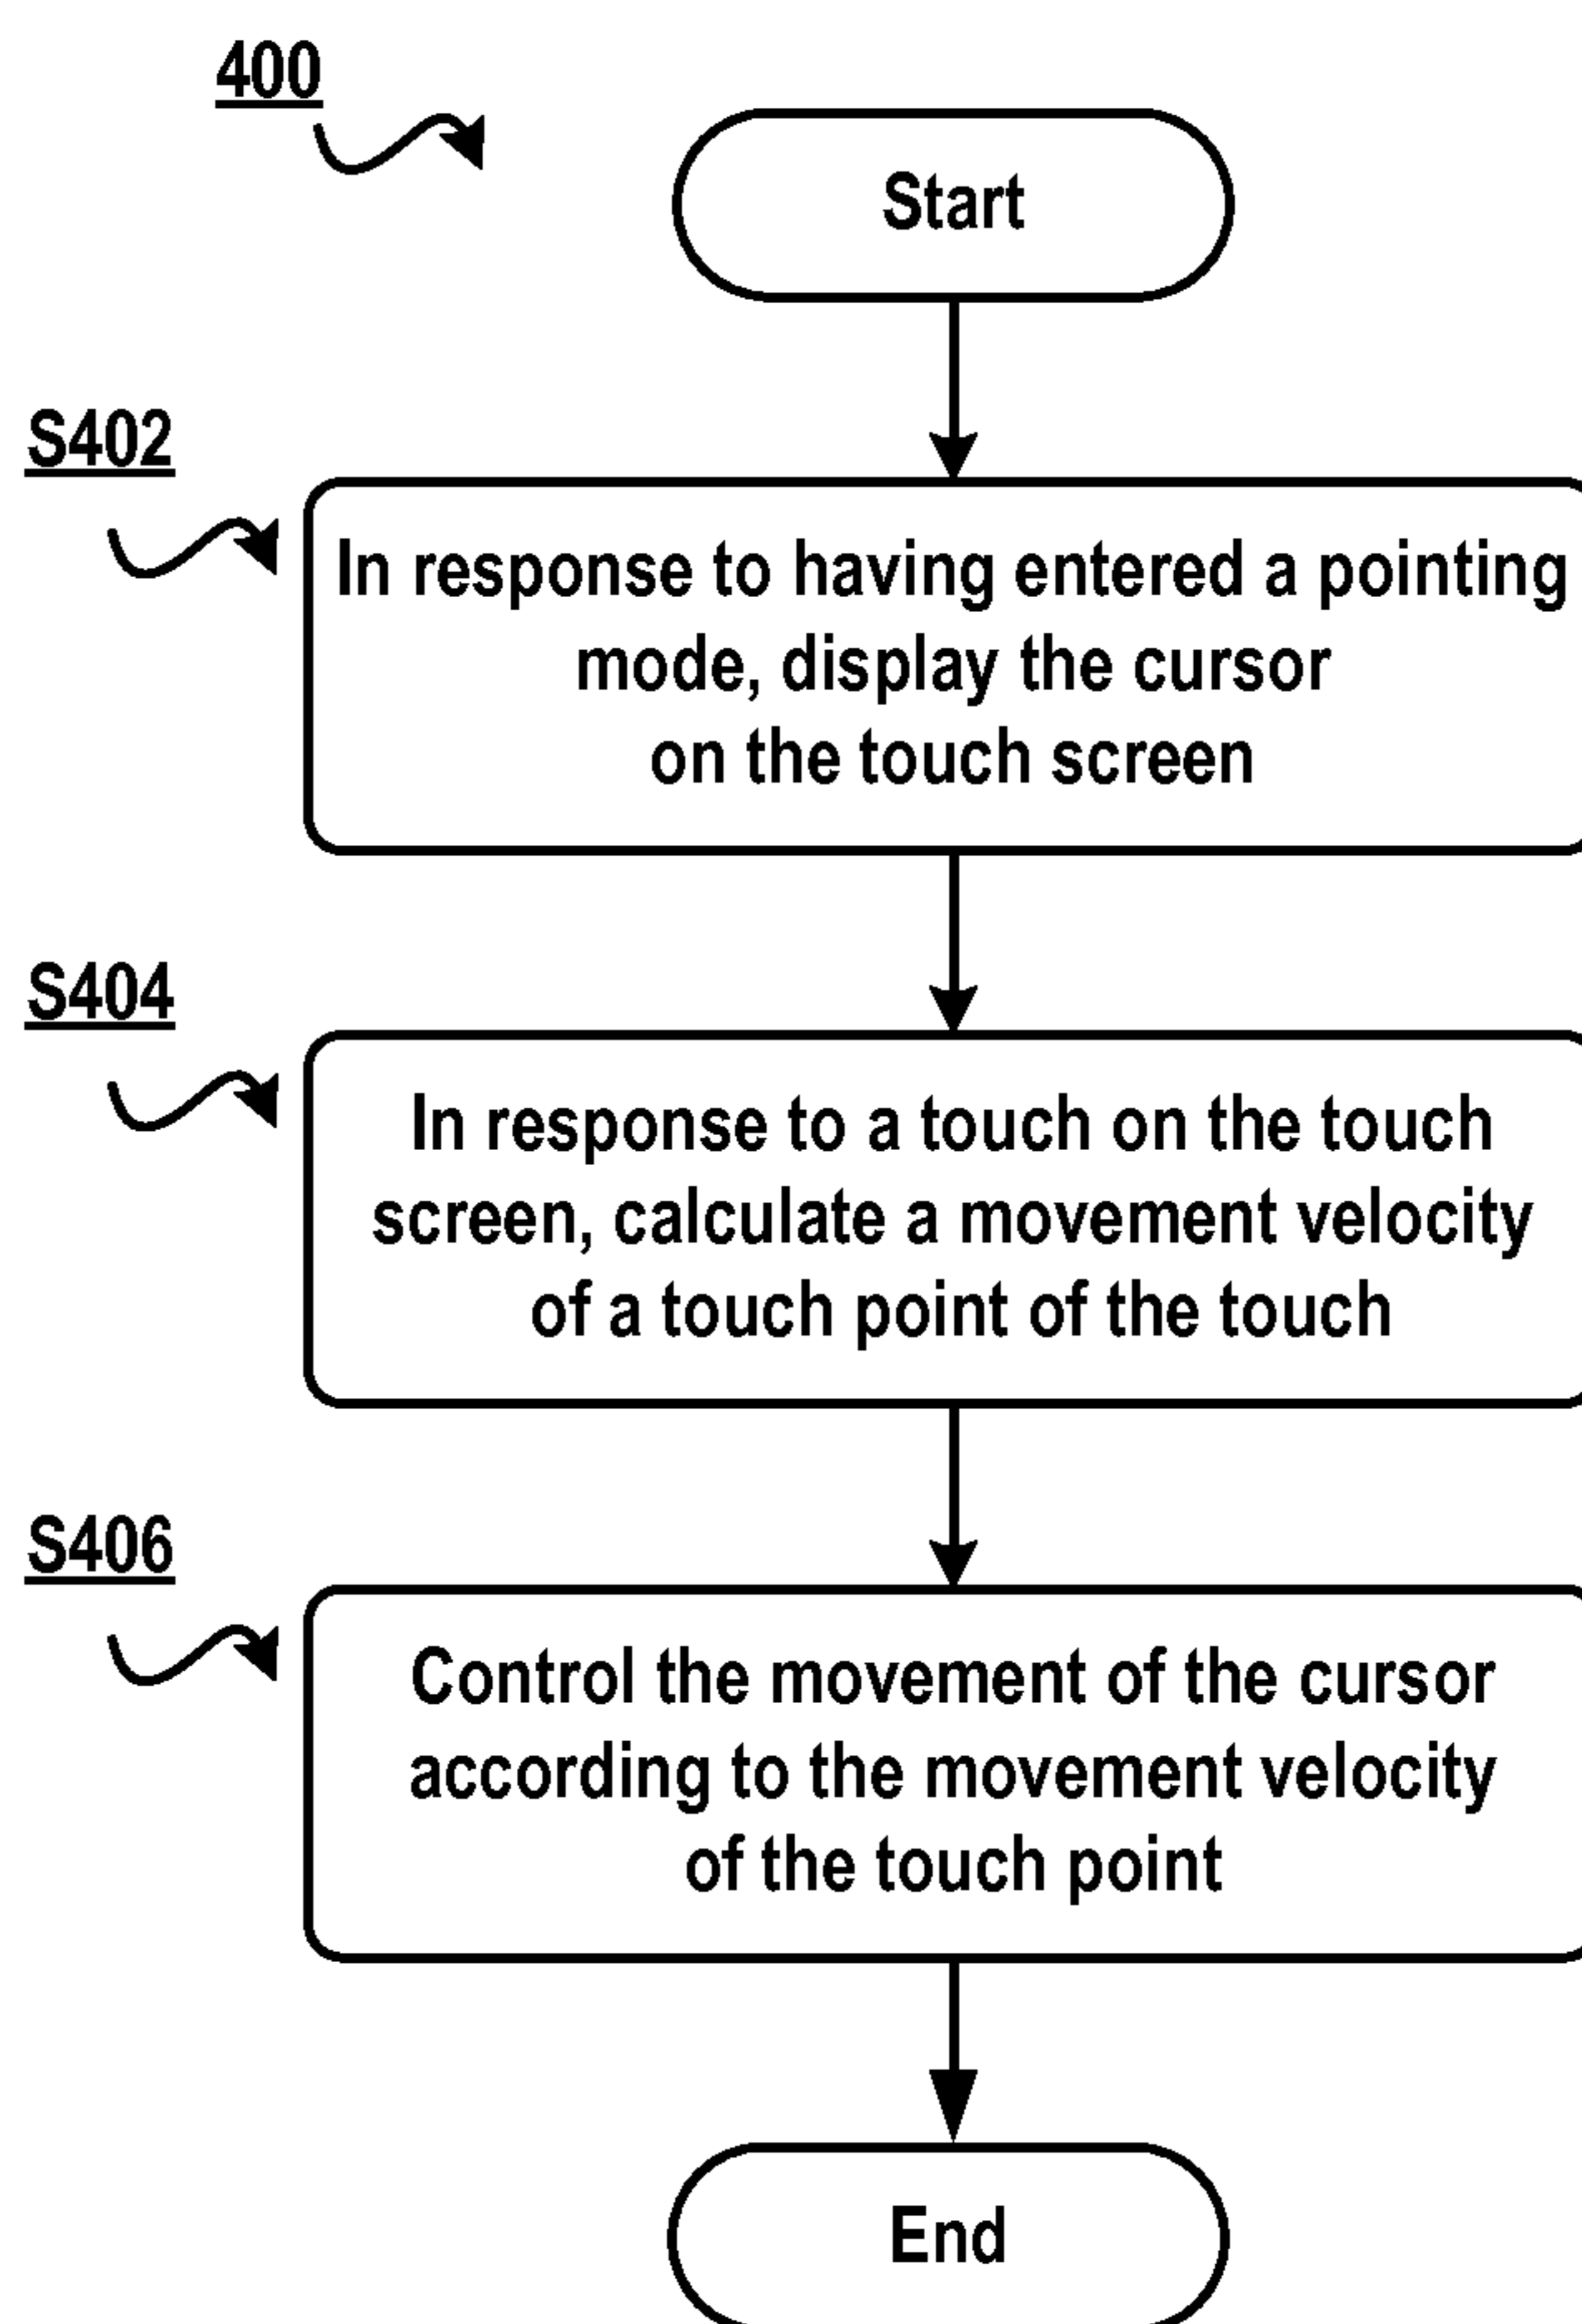 400
Start
S402
In response to having entered a pointing
mode, display the cursor
on the touch screen
S404
In response to a touch on the touch
screen, calculate a movement velocity
of a touch point of the touch
S406
Control the movement of the cursor
according to the movement velocity
of the touch point
End